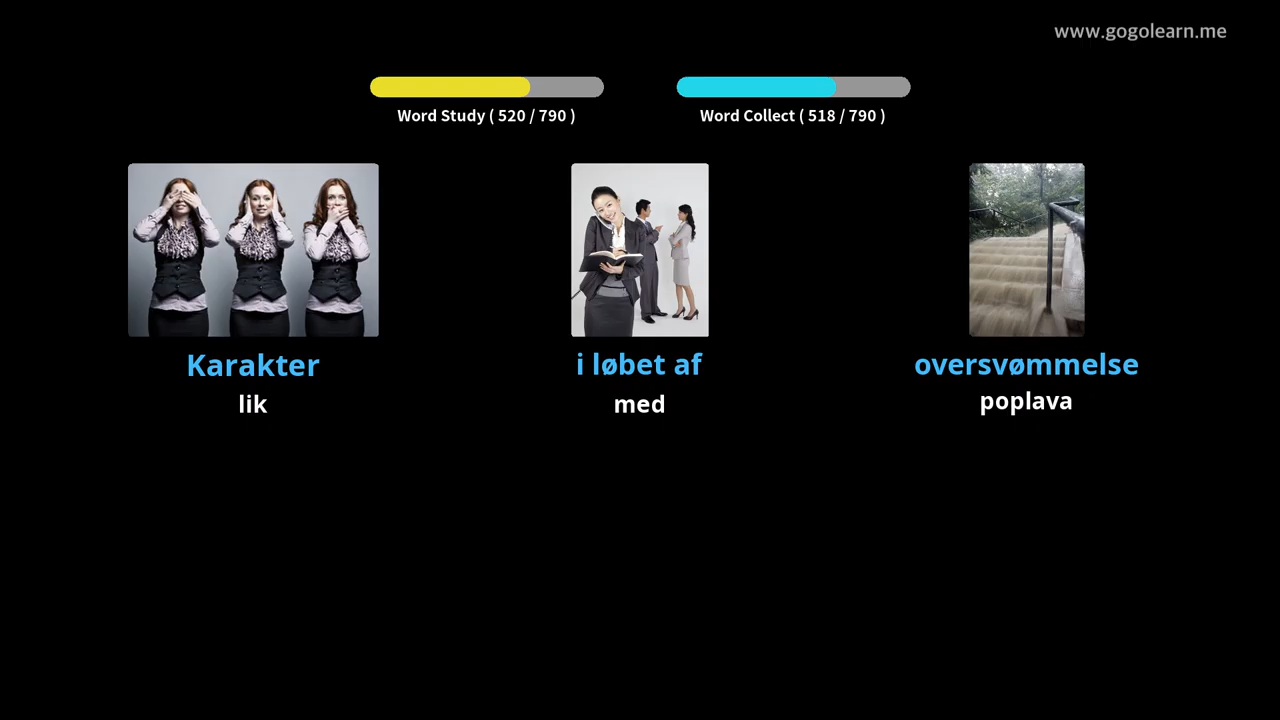 www.gogolearn.me
Word Study ( 520 / 790 )
Word Collect ( 518 / 790 )
Karakter
lik
i løbet af
med
oversvømmelse
poplava